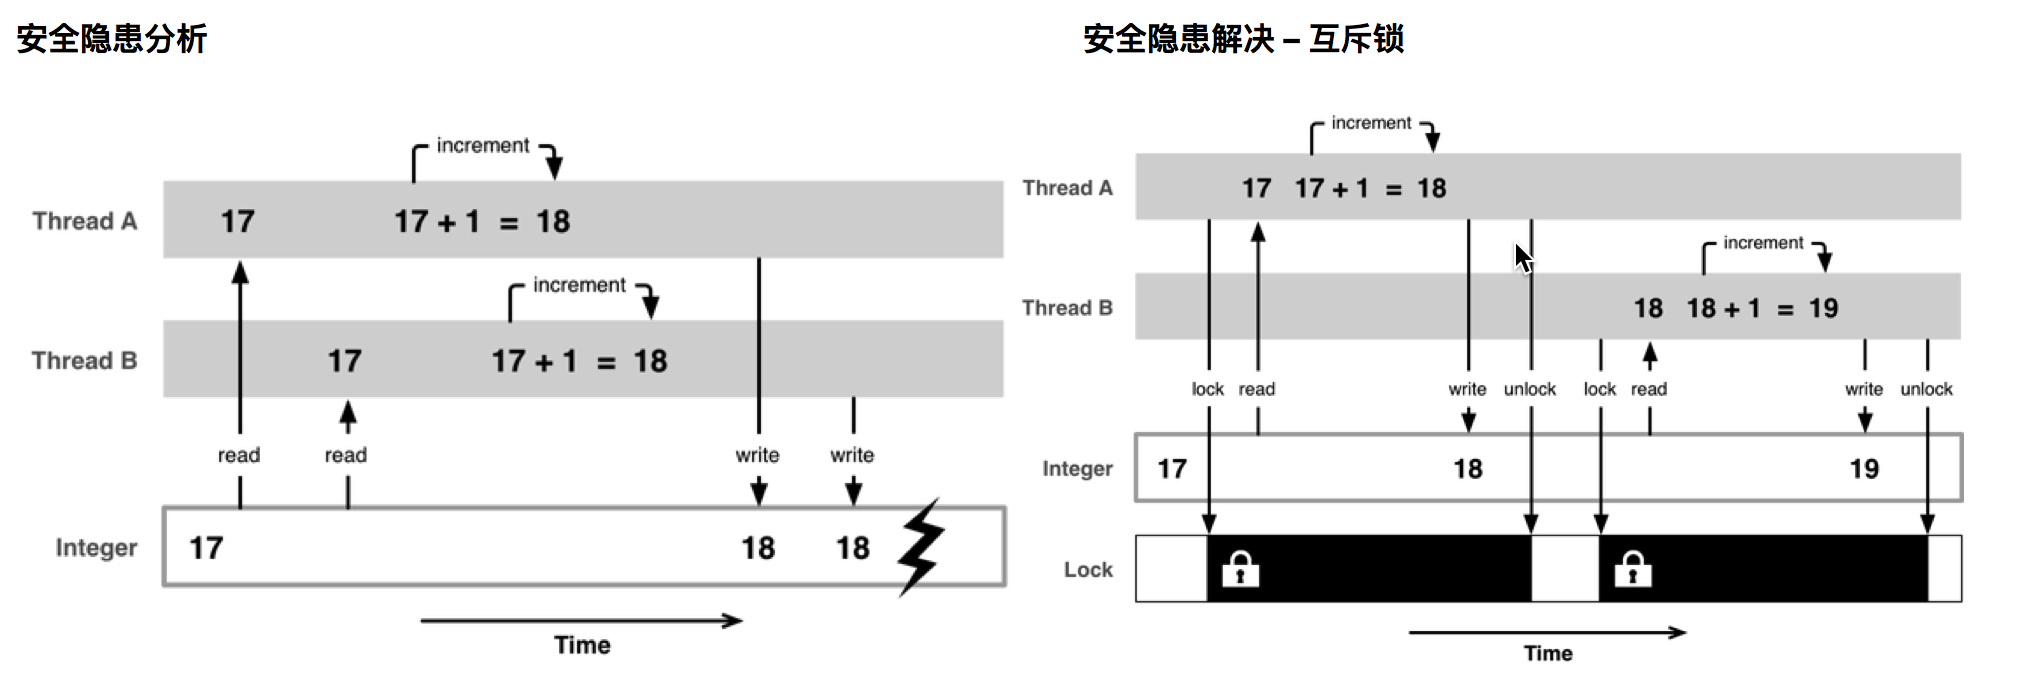 安全隐患分析
increment
Thread A
17
17 + 1 = 18
increment
Thread B
17
17 + 1 = 18
read
read
write
write
Integer
17
18
18
Time
安全隐患解决 – 互斥锁
increment
Thread A
17
17 + 1 = 18
increment
Thread B
18
18 + 1 = 19
lock
read
write
unlock
lock
read
write
unlock
Integer
17
18
19
Lock
Time